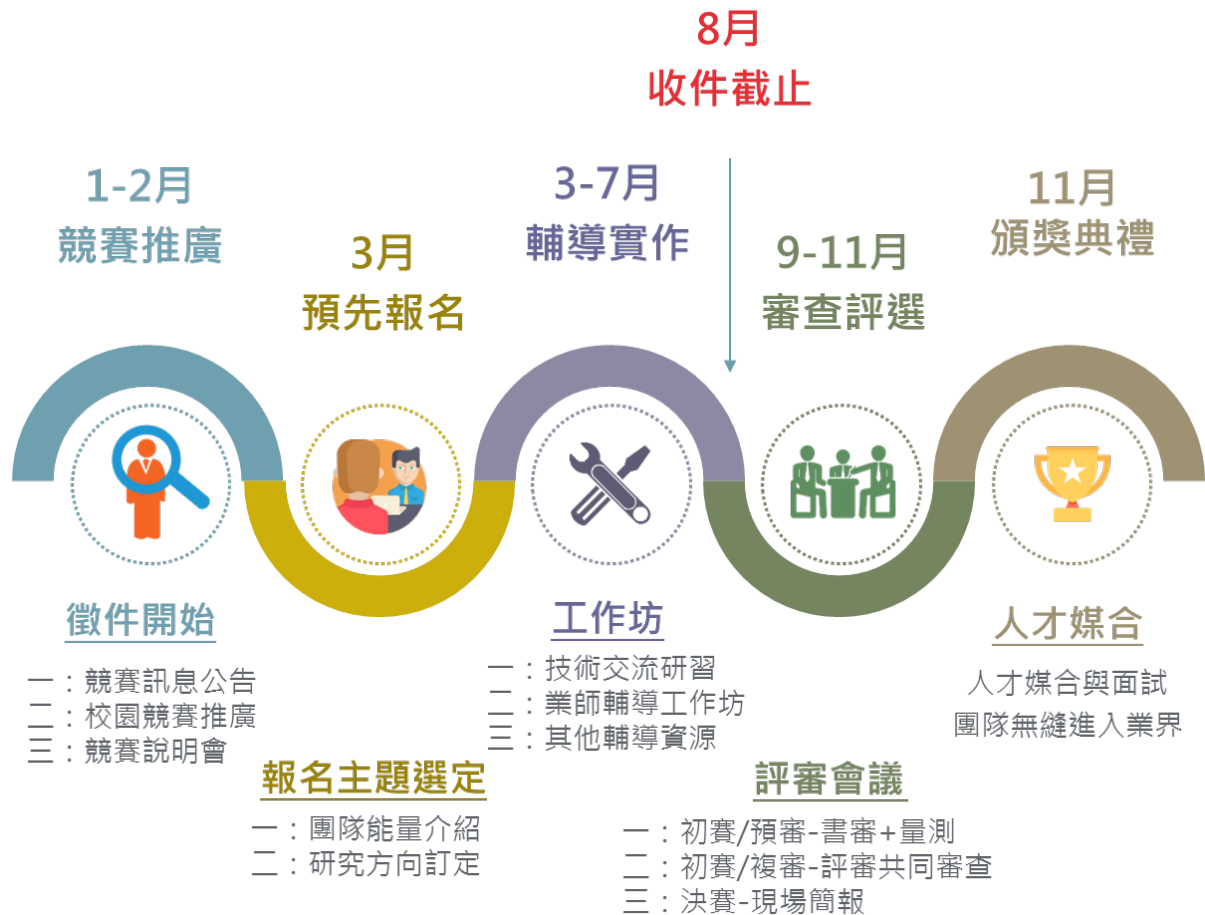 8月
收件截止
1-2月
競賽推廣
3月
預先報名
3-7月
輔導實作
9-11月
審查評選
11月
頒獎典禮
徵件開始
一：競賽訊息公告
二：校園競賽推廣
三：競賽說明會
報名主題選定
一：團隊能量介紹
二：研究方向訂定
工作坊
一：技術交流研習
二：業師輔導工作坊
三：其他輔導資源
評審會議
一：初賽/預審-書審+量測
二：初賽/複審-評審共同審查
三：決賽-現場簡報
人才媒合
人才媒合與面試
團隊無縫進入業界